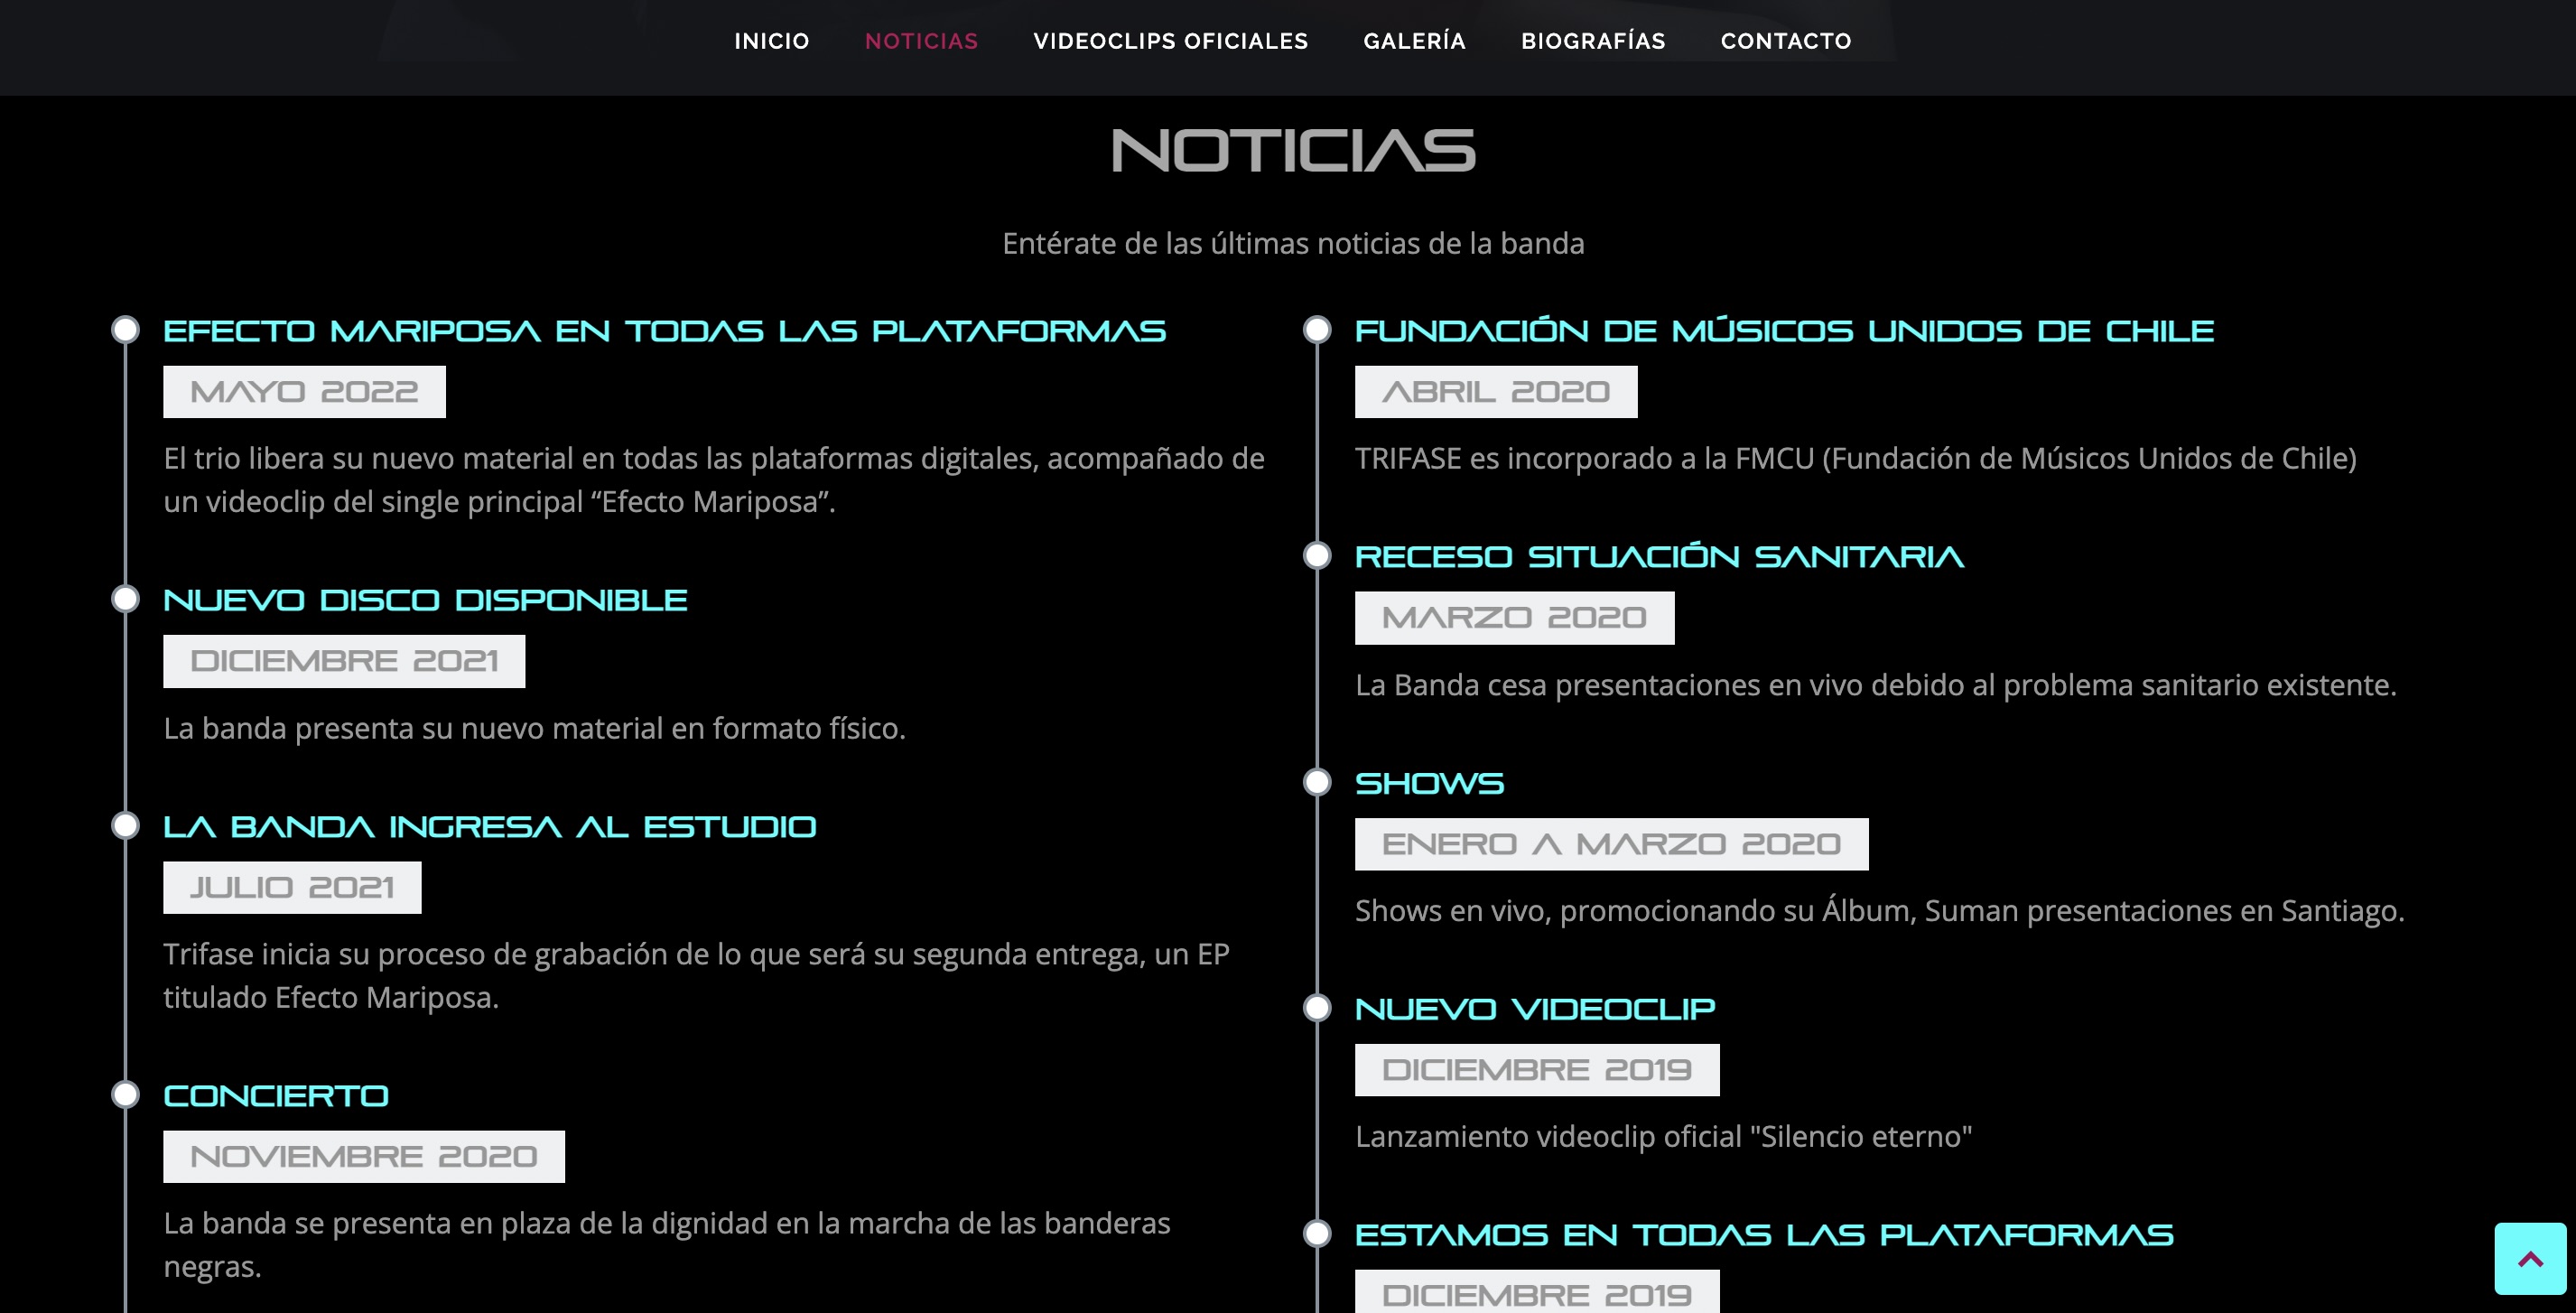 INICIO NOTICIAS VIDEOCLIPS OFICIALES GALERÍA BIOGRAFÍAS CONTACTO
NOTICIAS
Entérate de las últimas noticias de la banda
EFECTO MARIPOSA EN TODAS LAS PLATAFORMAS
MAYO 2022
El trio libera su nuevo material en todas las plataformas digitales, acompañado de
un videoclip del single principal “Efecto Mariposa”.
NUEVO DISCO DISPONIBLE
DICIEMBRE 2021
La banda presenta su nuevo material en formato físico.
LA BANDA INGRESA AL ESTUDIO
JULIO 2021
Trifase inicia su proceso de grabación de lo que será su segunda entrega, un EP
titulado Efecto Mariposa.
CONCIERTO
NOVIEMBRE 2020
La banda se presenta en plaza de la dignidad en la marcha de las banderas
negras.
FUNDACIÓN DE MÚSICOS UNIDOS DE CHILE
ABRIL 2020
TRIFASE es incorporado a la FMCU (Fundación de Músicos Unidos de Chile)
RECESO SITUACIÓN SANITARIA
MARZO 2020
La Banda cesa presentaciones en vivo debido al problema sanitario existente.
SHOWS
ENERO A MARZO 2020
Shows en vivo, promocionando su Álbum, Suman presentaciones en Santiago.
NUEVO VIDEOCLIP
DICIEMBRE 2019
Lanzamiento videoclip oficial "Silencio eterno"
ESTAMOS EN TODAS LAS PLATAFORMAS
DICIEMBRE 2019